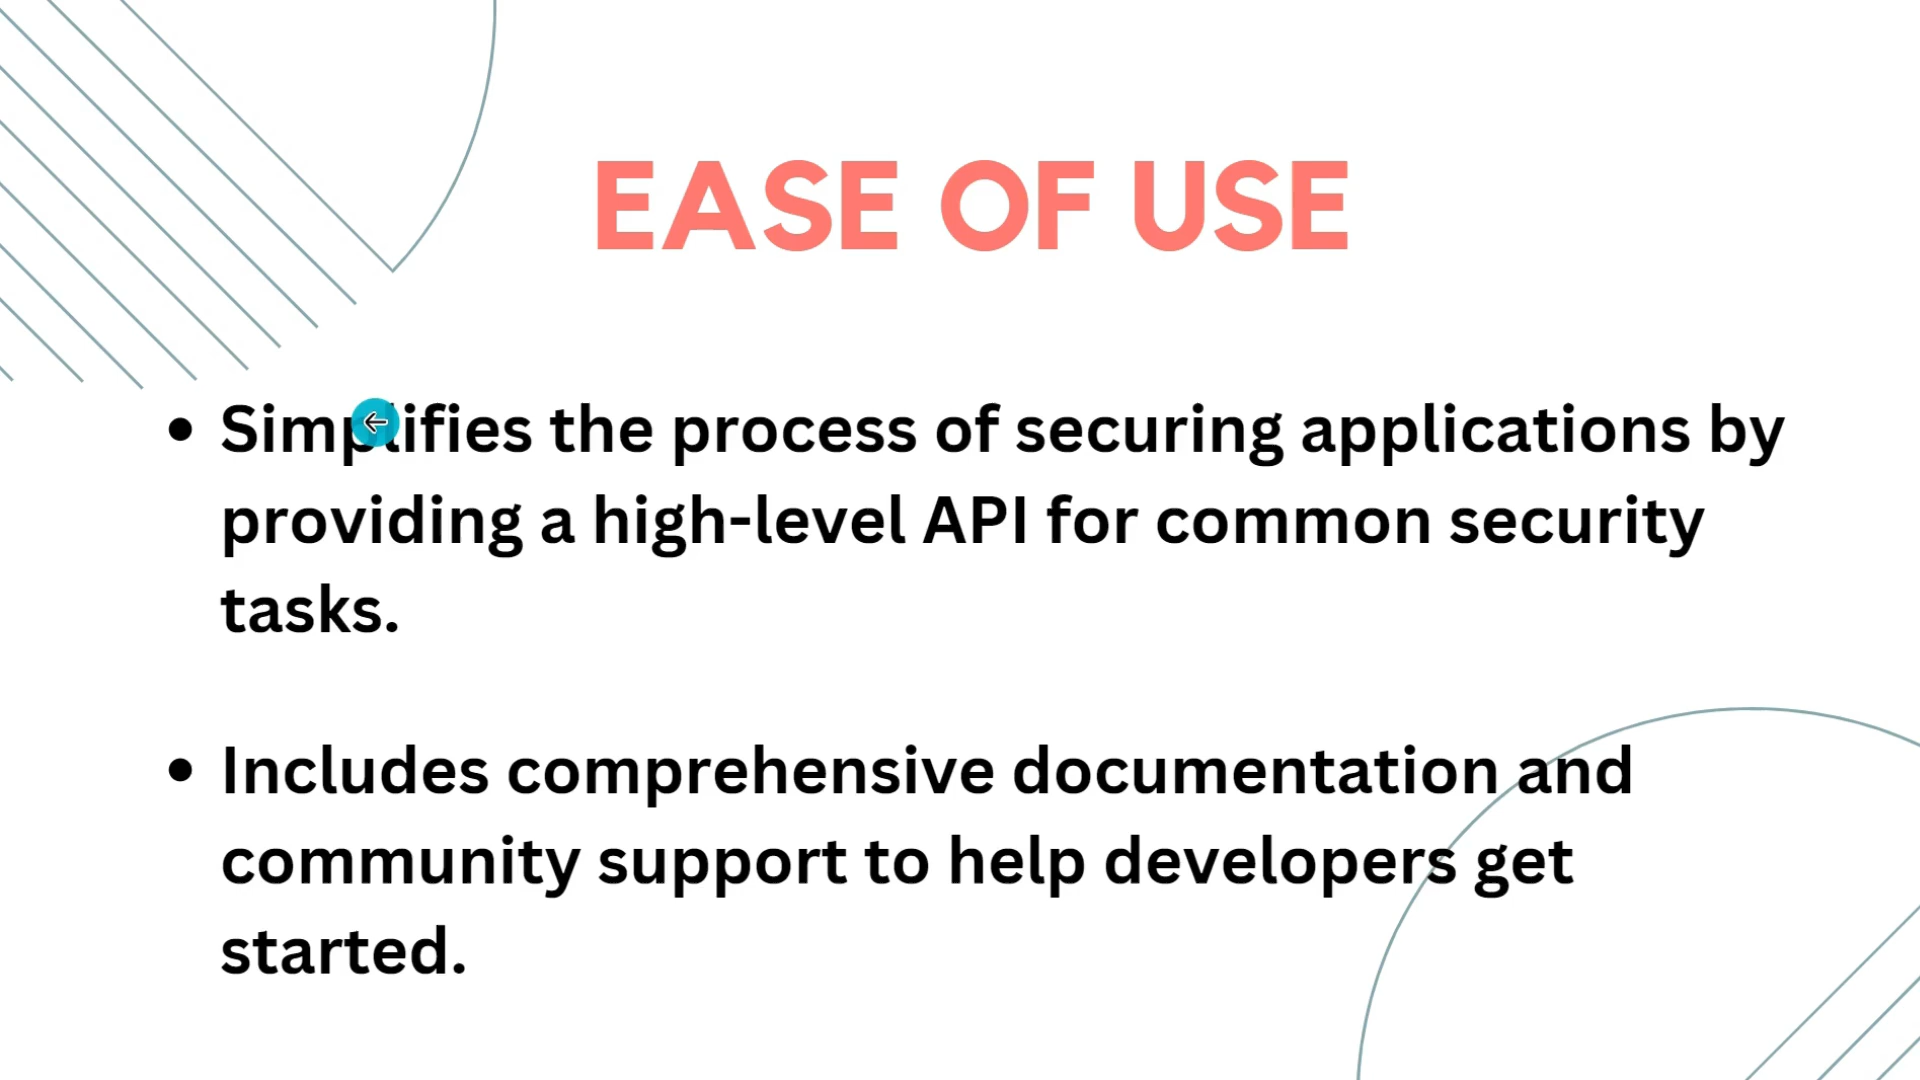 EASE OF USE
• Simplifies the process of securing applications by
providing a high-level API for common security
tasks.
• Includes comprehensive documentation and
community support to help developers get
started.